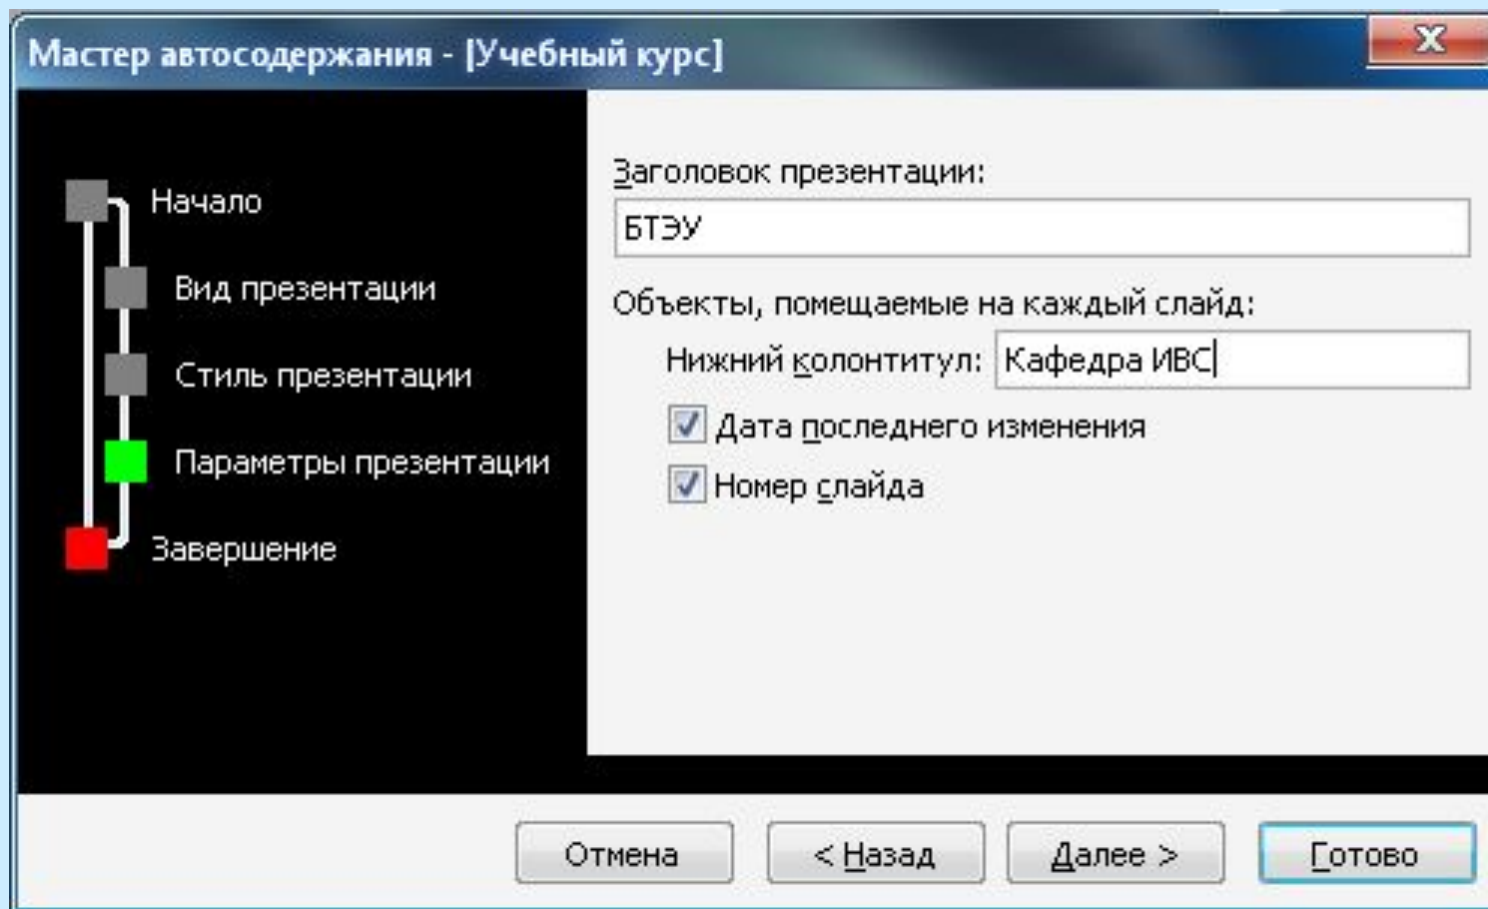 Мастер автосодержания - [Учебный курс]
Начало
Вид презентации
Стиль презентации
Параметры презентации
Завершение
Заголовок презентации:
БТЭУ
Объекты, помещаемые на каждый слайд:
Нижний колонтитул: Кафедра ИВС
Дата последнего изменения
Номер слайда
Отмена < Назад Далее > Готово